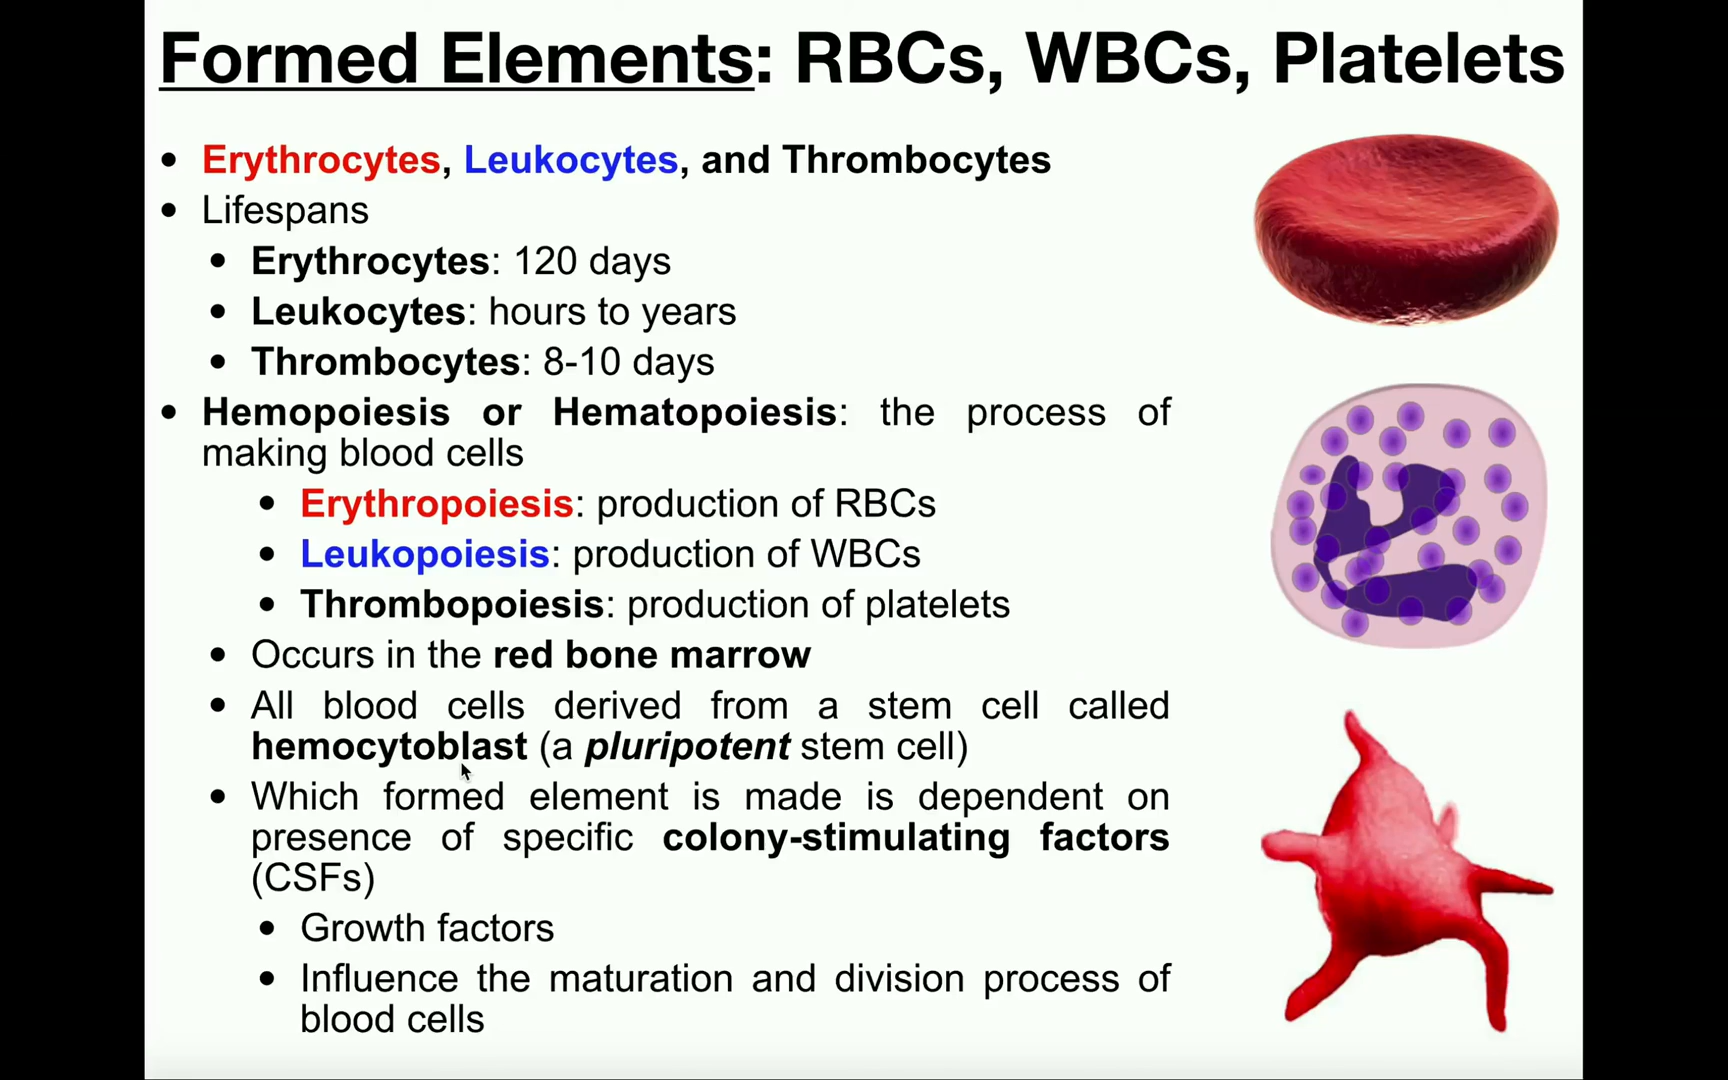 Formed Elements: RBCs, WBCs, Platelets
• Erythrocytes, Leukocytes, and Thrombocytes
• Lifespans
• Erythrocytes: 120 days
• Leukocytes: hours to years
• Thrombocytes: 8-10 days
• Hemopoiesis or Hematopoiesis: the process of
making blood cells
• Erythropoiesis: production of RBCs
• Leukopoiesis: production of WBCs
• Thrombopoiesis: production of platelets
• Occurs in the red bone marrow
• All blood cells derived from a stem cell called
hemocytoblast (a pluripotent stem cell)
• Which formed element is made is dependent on
presence of specific colony-stimulating factors
(CSFs)
• Growth factors
• Influence the maturation and division process of
blood cells